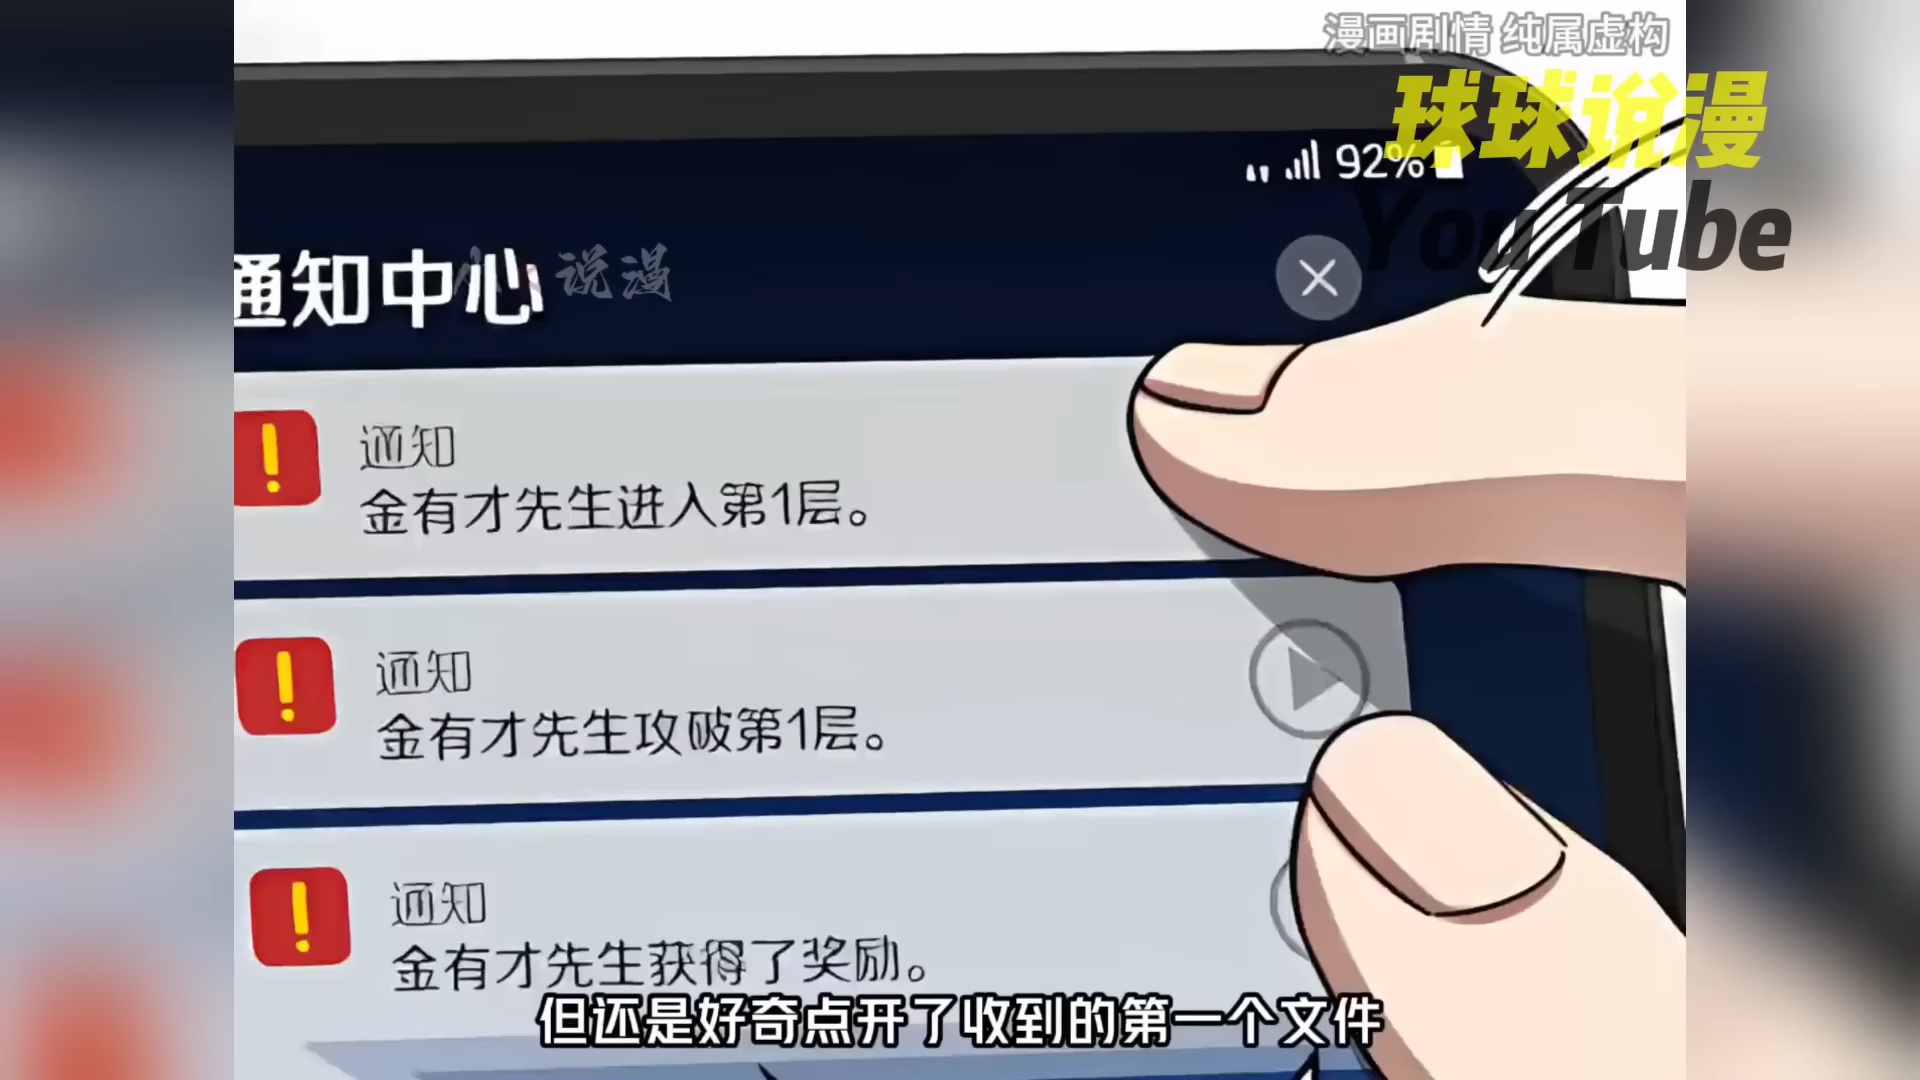 漫画剧情 纯属虚构
球球说漫
92%
YouTube
通知中心
说漫
通知
金有才先生进入第1层。
通知
金有才先生攻破第1层。
通知
金有才先生获得了奖励。
但还是好奇点开了收到的第一个文件